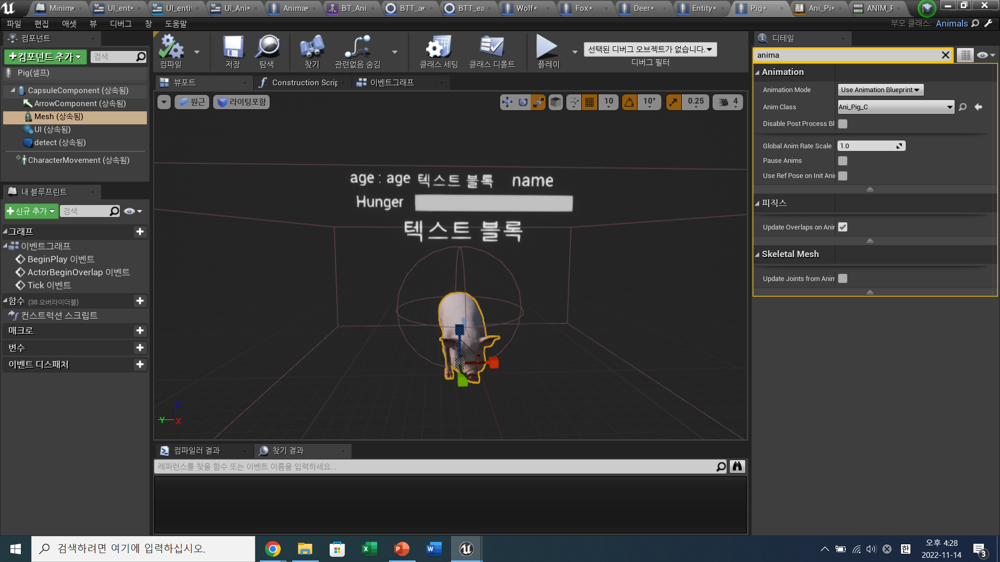 Minim*
UI_ent*
UI_enti
UI_Ani*
Anima*
BT_Ani
BTT_a*
BTT_ea
Wolf*
Fox*
Deer*
Entity*
Pig*
Ani_Pi*
ANIM_F
파일 편집 애셋 뷰 디버그 창 도움말
부모 클래스: Animals
컴포넌트
+컴포넌트 추가
검색
Pig(셀프)
CapsuleComponent (상속됨)
ArrowComponent (상속됨)
Mesh (상속됨)
UI (상속됨)
detect (상속됨)
CharacterMovement (상속됨)
내 블루프린트
+신규 추가
검색
그래프
이벤트그래프
BeginPlay 이벤트
ActorBeginOverlap 이벤트
Tick 이벤트
함수 (38 오버라이더블)
컨스트럭션 스크립트
매크로
변수
이벤트 디스패처
컴파일
저장
탐색
찾기
관련없음 숨김
클래스 세팅
클래스 디폴트
플레이
선택된 디버그 오브젝트가 없습니다.
디버그 필터
뷰포트
Construction Scrip
이벤트그래프
원근
라이팅포함
10
10°
0.25
4
age : age 텍스트 블록 name
Hunger
텍스트 블록
Z
Y
X
컴파일러 결과
찾기 결과
레퍼런스를 찾을 함수 또는 이벤트 이름을 입력하세요...
디테일
anima
Animation
Animation Mode
Use Animation Blueprint
Anim Class
Ani_Pig_C
Disable Post Process Bl
Global Anim Rate Scale
1.0
Pause Anims
Use Ref Pose on Init Ani
피직스
Update Overlaps on Anir
Skeletal Mesh
Update Joints from Anim
검색하려면 여기에 입력하십시오.
한
오후 4:28
2022-11-14
3